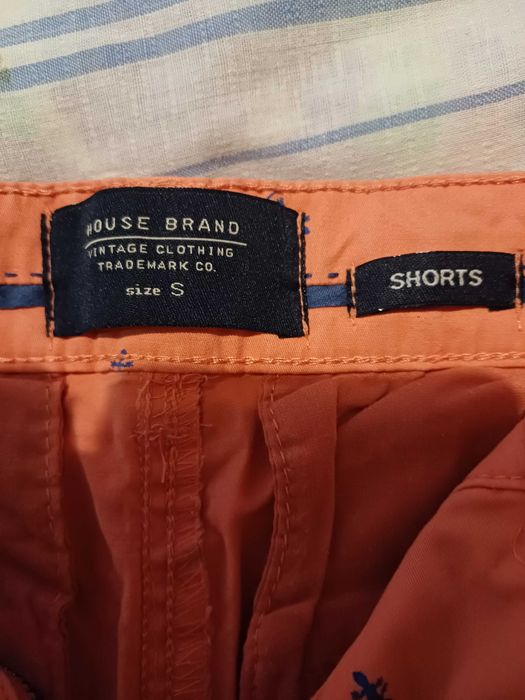 HOUSE BRAND
VINTAGE CLOTHING
TRADEMARK CO.
size S
SHORTS